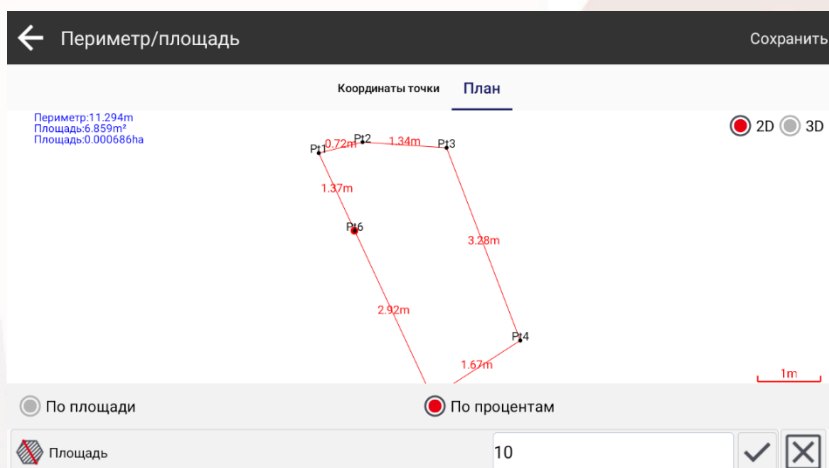 Периметр/площадь
Сохранить
Координаты точки
План
Периметр:11.294m
Площадь:6.859m²
Площадь:0.000686ha
2D
3D
Pt1
0.72m
Pt2
1.34m
Pt3
1.37m
Pt6
3.28m
2.92m
Pt4
1.67m
1m
По площади
По процентам
Площадь
10